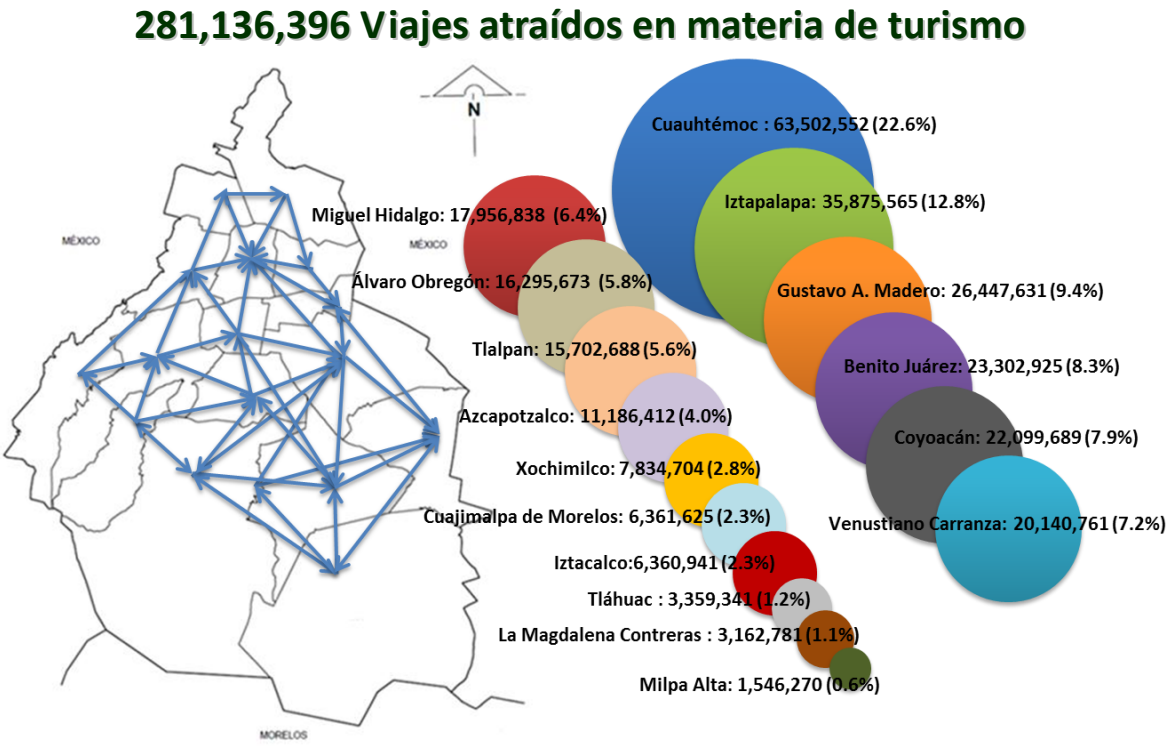 281,136,396 Viajes atraídos en materia de turismo
N
MÉXICO
MÉXICO
MORELOS
Cuauhtémoc : 63,502,552 (22.6%)
Iztapalapa: 35,875,565 (12.8%)
Gustavo A. Madero: 26,447,631 (9.4%)
Benito Juárez: 23,302,925 (8.3%)
Coyoacán: 22,099,689 (7.9%)
Venustiano Carranza: 20,140,761 (7.2%)
Miguel Hidalgo: 17,956,838 (6.4%)
Álvaro Obregón: 16,295,673 (5.8%)
Tlalpan: 15,702,688 (5.6%)
Azcapotzalco: 11,186,412 (4.0%)
Xochimilco: 7,834,704 (2.8%)
Cuajimalpa de Morelos: 6,361,625 (2.3%)
Iztacalco:6,360,941 (2.3%)
Tláhuac : 3,359,341 (1.2%)
La Magdalena Contreras : 3,162,781 (1.1%)
Milpa Alta: 1,546,270 (0.6%)